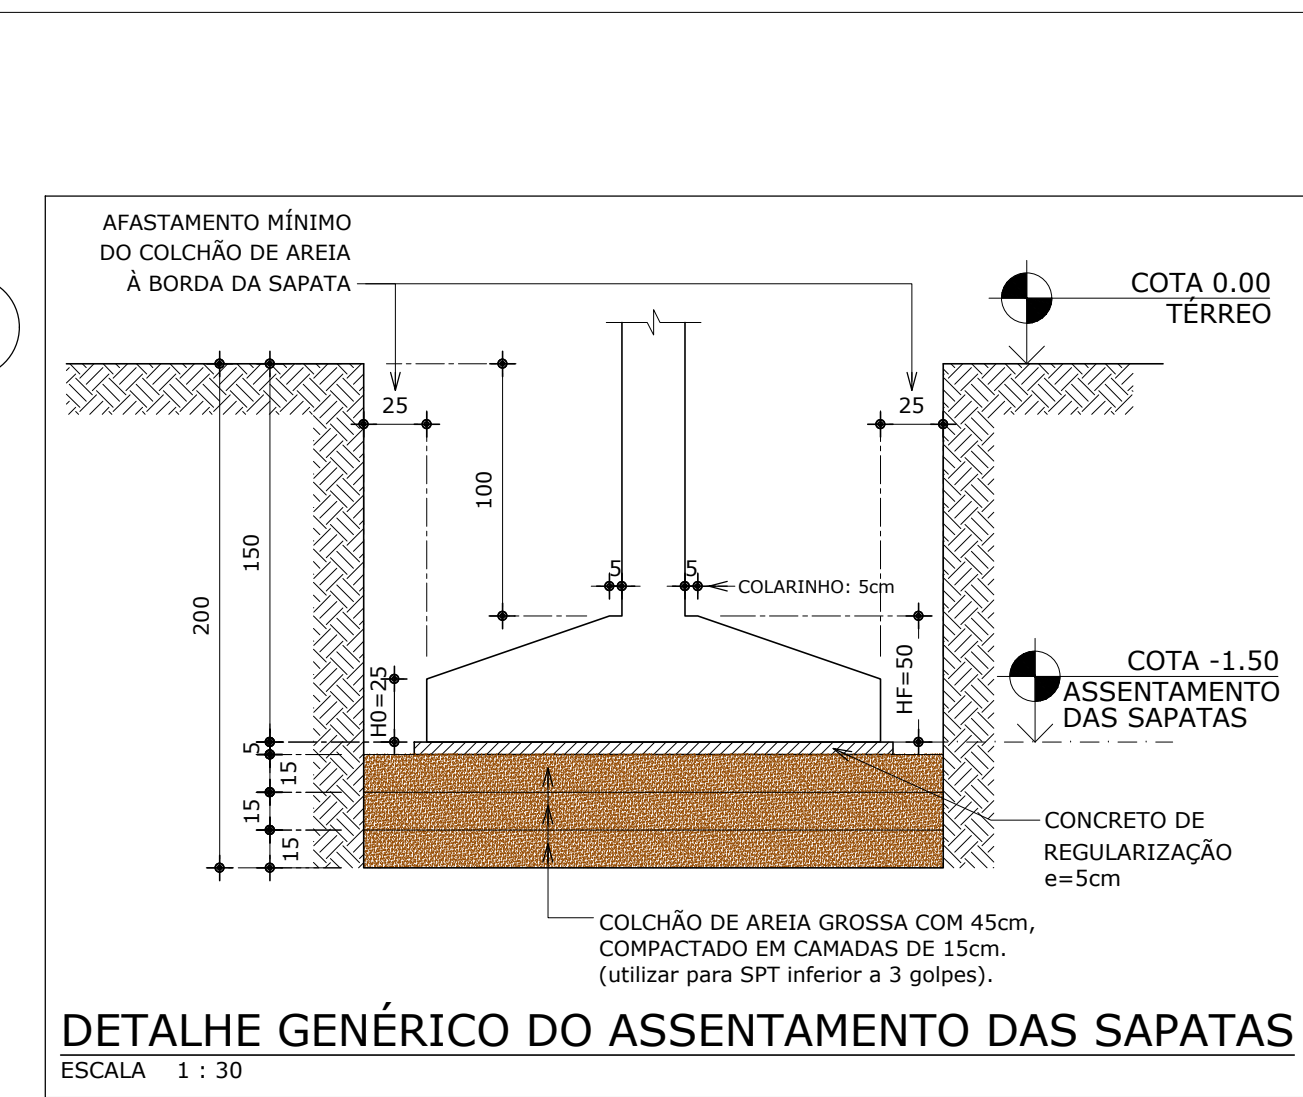 AFASTAMENTO MÍNIMO
DO COLCHÃO DE AREIA
À BORDA DA SAPATA
COTA 0.00
TÉRREO
25
25
100
150
200
5
5
COLARINHO: 5cm
H0=25
HF=50
COTA -1.50
ASSENTAMENTO
DAS SAPATAS
5
15
15
15
CONCRETO DE
REGULARIZAÇÃO
e=5cm
COLCHÃO DE AREIA GROSSA COM 45cm,
COMPACTADO EM CAMADAS DE 15cm.
(utilizar para SPT inferior a 3 golpes).
DETALHE GENÉRICO DO ASSENTAMENTO DAS SAPATAS
ESCALA 1 : 30